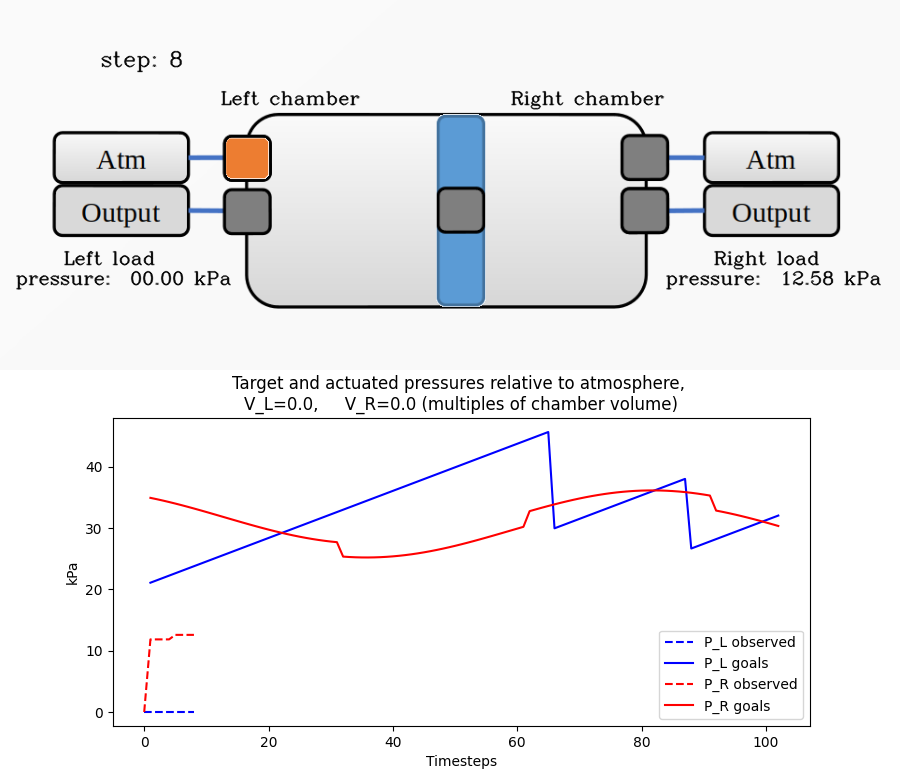 step: 8
Left chamber
Right chamber
Atm
Atm
Output
Output
Left load
pressure: 00.00 kPa
Right load
pressure: 12.58 kPa
Target and actuated pressures relative to atmosphere,
V_L=0.0, V_R=0.0 (multiples of chamber volume)
kPa
40
30
20
10
0
P_L observed
P_L goals
P_R observed
P_R goals
0 20 40 60 80 100
Timesteps